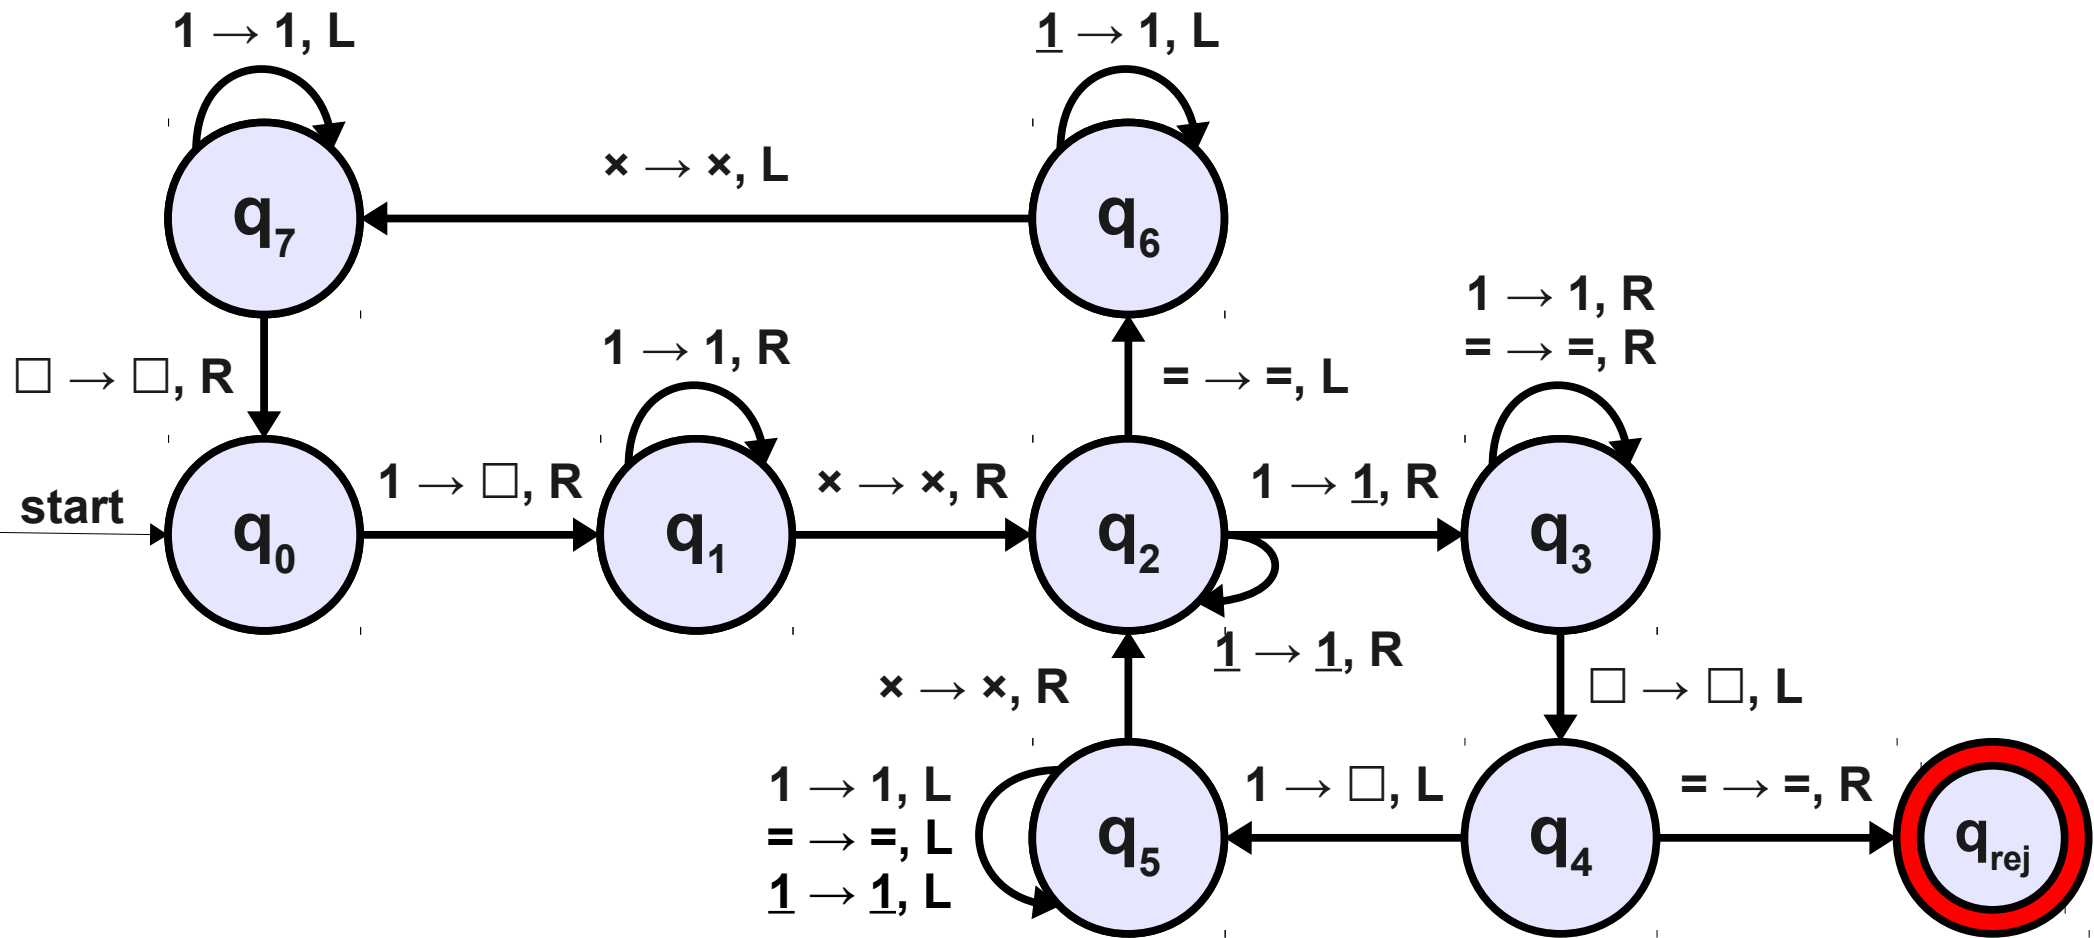 1 → 1, L
1̲ → 1, L
× → ×, L
q₇
q₆
1 → 1, R
= → =, R
1 → 1, R
□ → □, R
= → =, L
1 → □, R
× → ×, R
1 → 1̲, R
start
q₀
q₁
q₂
q₃
1̲ → 1̲, R
× → ×, R
□ → □, L
1 → 1, L
= → =, L
1̲ → 1̲, L
1 → □, L
= → =, R
q₅
q₄
qrej